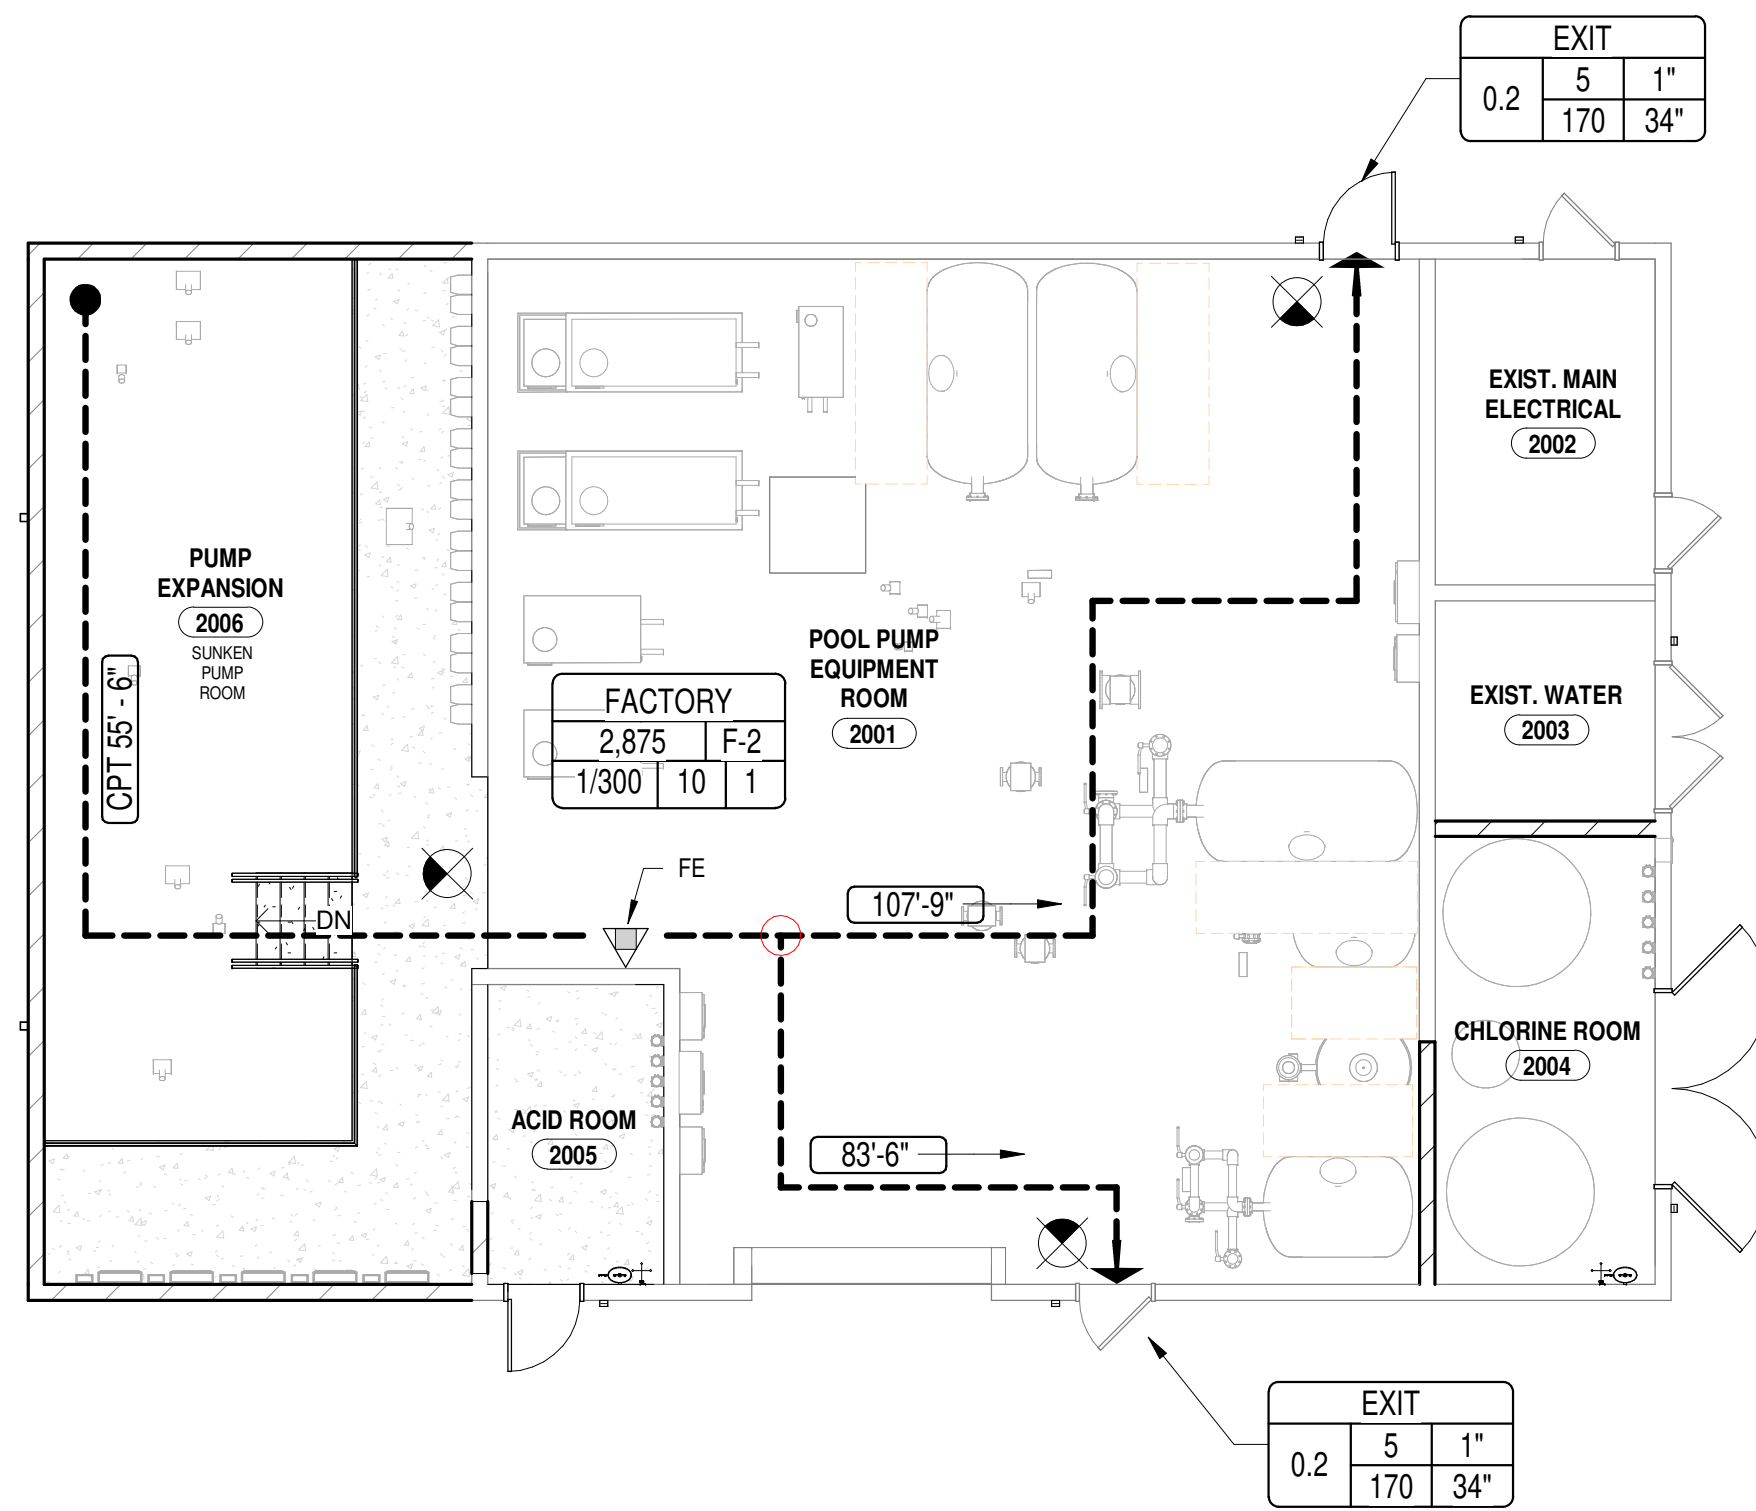 EXIT
0.2
5
1"
170
34"
EXIST. MAIN
ELECTRICAL
2002
PUMP
EXPANSION
2006
SUNKEN
PUMP
ROOM
CPT 55' - 6"
POOL PUMP
EQUIPMENT
ROOM
2001
FACTORY
2,875
F-2
1/300
10
1
EXIST. WATER
2003
FE
107'-9"
DN
CHLORINE ROOM
2004
ACID ROOM
2005
83'-6"
EXIT
0.2
5
1"
170
34"